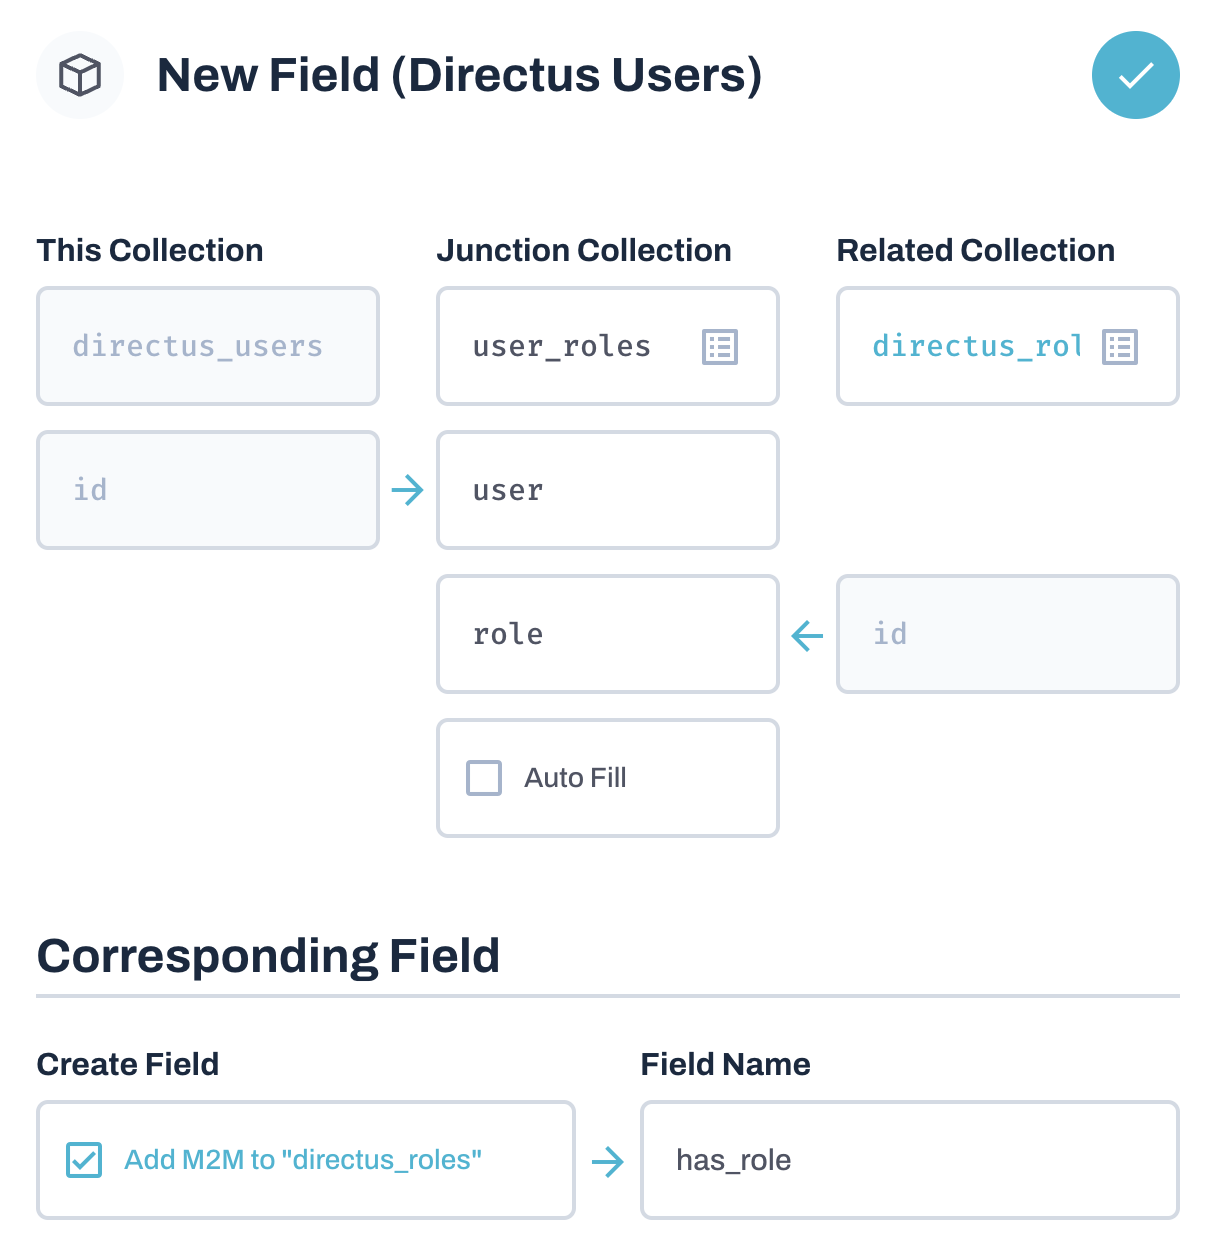 New Field (Directus Users)
This Collection
Junction Collection
Related Collection
directus_users
user_roles
directus_rol
id
user
role
id
Auto Fill
Corresponding Field
Create Field
Field Name
Add M2M to "directus_roles"
has_role